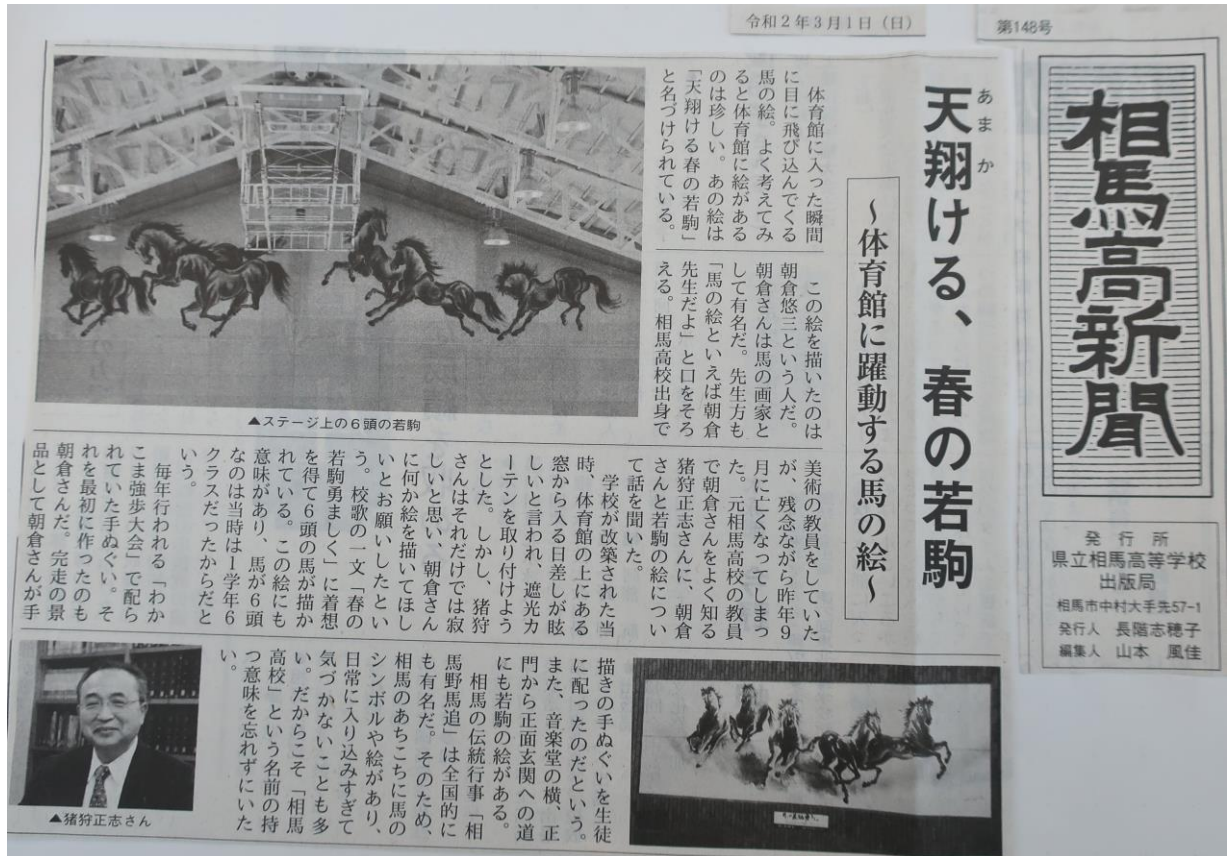 令和2年3月1日（日）
第148号
相馬高新聞
発行所
県立相馬高等学校
出版局
相馬市中村大手先57-1
発行人 長階志穂子
編集人 山本 風佳
あまか
天翔ける、春の若駒
～体育館に躍動する馬の絵～
体育館に入った瞬間
に目に飛び込んでくる
馬の絵。よく考えてみ
ると体育館に絵がある
のは珍しい。あの絵は
「天翔ける春の若駒」
と名づけられている。
この絵を描いたのは
朝倉悠三という人だ。
朝倉さんは馬の画家と
して有名だ。先生方も
「馬の絵といえば朝倉
先生だよ」と口をそろ
える。相馬高校出身で
▲ステージ上の6頭の若駒
美術の教員をしていた
が、残念ながら昨年9
月に亡くなってしまっ
た。元相馬高校の教員
で朝倉さんをよく知る
猪狩正志さんに、朝倉
さんと若駒の絵につい
て話を聞いた。
学校が改築された当
時、体育館の上にある
窓から入る日差しが眩
しいと言われ、遮光カ
ーテンを取り付けよう
とした。しかし、猪狩
さんはそれだけでは寂
しいと思い、朝倉さん
に何か絵を描いてほし
いとお願いしたとい
う。校歌の一文「春の
若駒勇ましく」に着想
を得て6頭の馬が描か
れている。この絵にも
意味があり、馬が6頭
なのは当時は1学年6
クラスだったからだと
いう。
毎年行われる「わか
こま強歩大会」で配ら
れていた手ぬぐい。そ
れを最初に作ったのも
朝倉さんだ。完走の景
品として朝倉さんが手
描きの手ぬぐいを生徒
に配ったのだという。
また、音楽堂の横、正
門から正面玄関への道
にも若駒の絵がある。
相馬の伝統行事「相
馬野馬追」は全国的に
も有名だ。そのため、
相馬のあちこちに馬の
シンボルや絵があり、
日常に入り込みすぎて
気づかないことも多
い。だからこそ「相馬
高校」という名前の持
つ意味を忘れずにいた
い。
▲猪狩正志さん